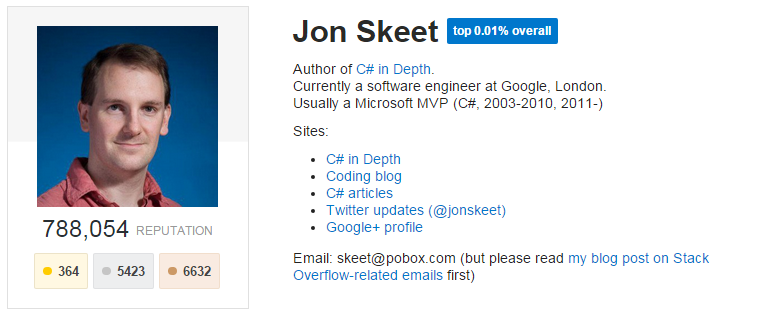 Jon Skeet top 0.01% overall
Author of C# in Depth.
Currently a software engineer at Google, London.
Usually a Microsoft MVP (C#, 2003-2010, 2011-)
Sites:
• C# in Depth
• Coding blog
• C# articles
• Twitter updates (@jonskeet)
• Google+ profile
Email: skeet@pobox.com (but please read my blog post on Stack
Overflow-related emails first)
788,054 REPUTATION
364 5423 6632